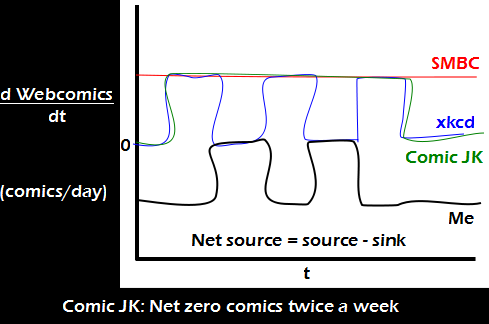 SMBC
d Webcomics
dt
xkcd
0
Comic JK
(comics/day)
Me
Net source = source - sink
t
Comic JK: Net zero comics twice a week